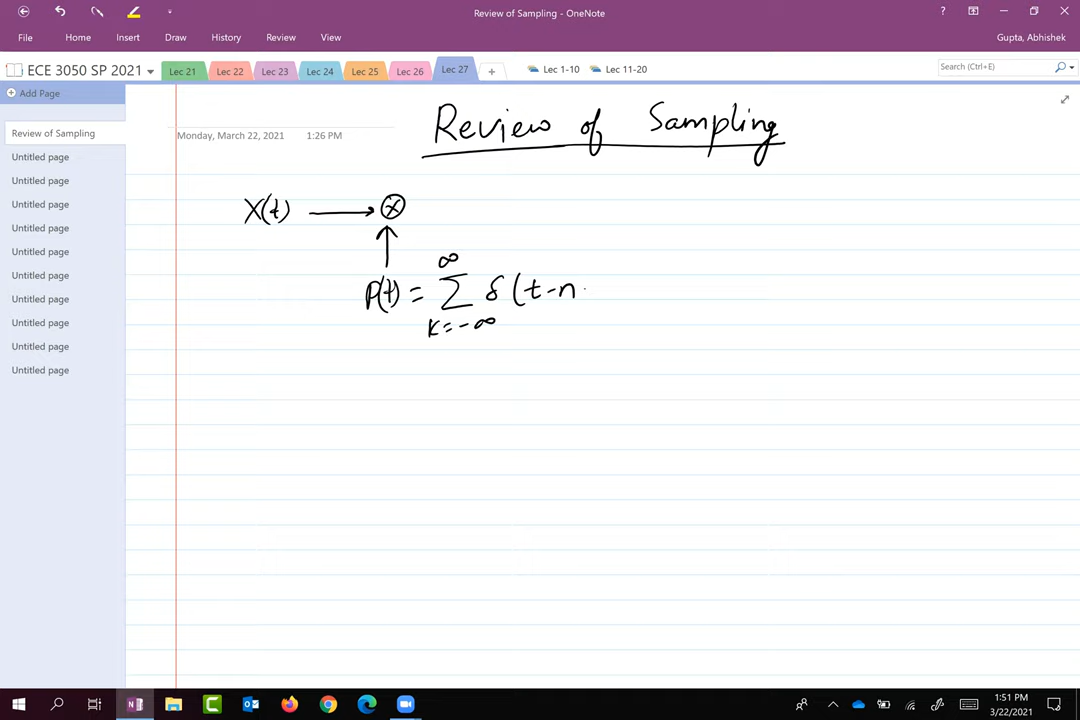 Review of Sampling - OneNote
?
File
Home
Insert
Draw
History
Review
View
Gupta, Abhishek
ECE 3050 SP 2021
Lec 21
Lec 22
Lec 23
Lec 24
Lec 25
Lec 26
Lec 27
+
Lec 1-10
Lec 11-20
Search (Ctrl+E)
Add Page
Review of Sampling
Untitled page
Untitled page
Untitled page
Untitled page
Untitled page
Untitled page
Untitled page
Untitled page
Untitled page
Untitled page
Review of Sampling
Monday, March 22, 2021 1:26 PM
X(t) → ⊗
↑
∞
P(t) = Σ δ(t-n
K=-∞
1:51 PM
3/22/2021